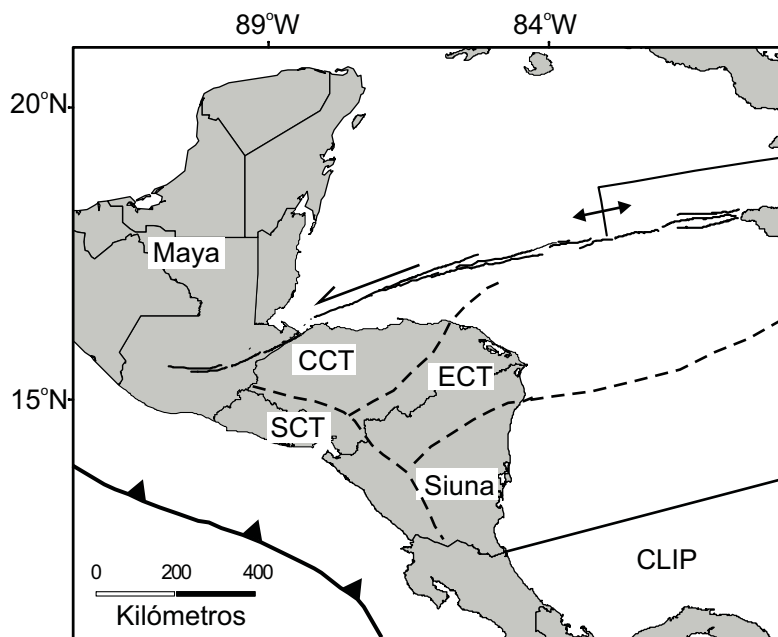 89°W 84°W
20°N
Maya
CCT
ECT
15°N
SCT
Siuna
CLIP
0 200 400
Kilómetros